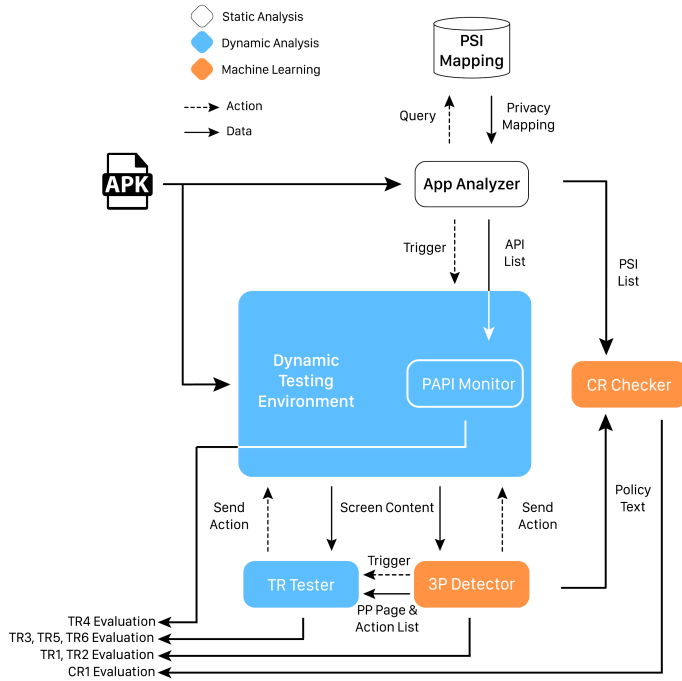 Static Analysis
Dynamic Analysis
Machine Learning
Action
Data
PSI
Mapping
Query
Privacy
Mapping
APK
App Analyzer
Trigger
API
List
PSI
List
Dynamic
Testing
Environment
PAPI Monitor
CR Checker
Send
Action
Screen Content
Send
Action
Policy
Text
Trigger
TR Tester
3P Detector
PP Page &
Action List
TR4 Evaluation
TR3, TR5, TR6 Evaluation
TR1, TR2 Evaluation
CR1 Evaluation